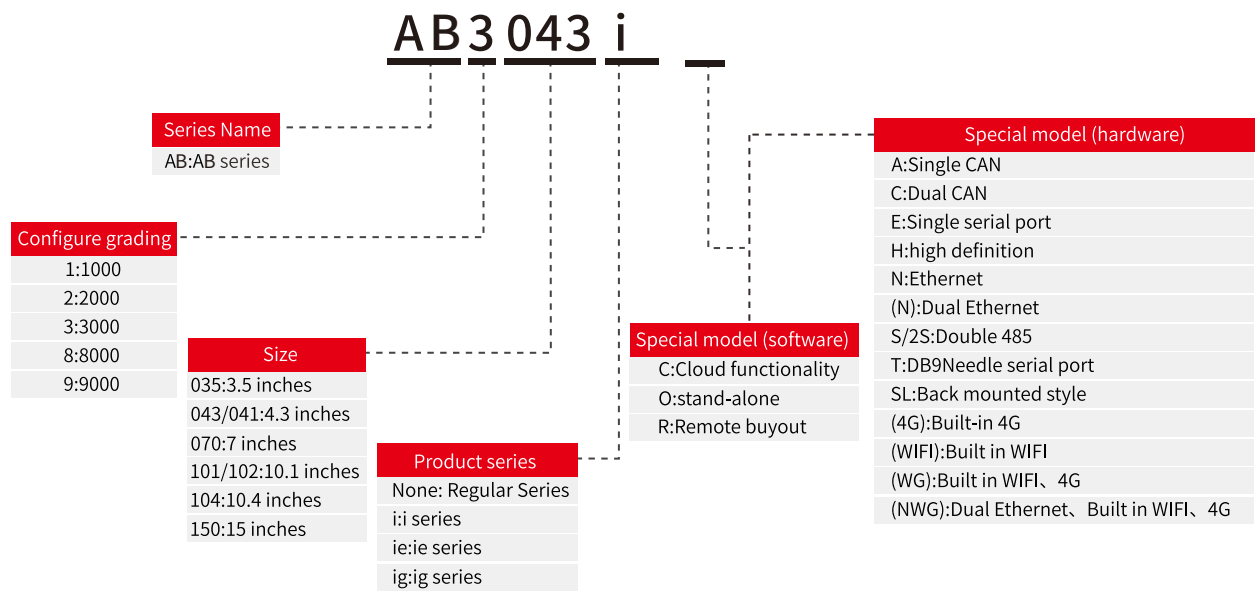 AB3043i
Series Name
AB:AB series
Configure grading
1:1000
2:2000
3:3000
8:8000
9:9000
Size
035:3.5 inches
043/041:4.3 inches
070:7 inches
101/102:10.1 inches
104:10.4 inches
150:15 inches
Product series
None: Regular Series
i:i series
ie:ie series
ig:ig series
Special model (software)
C:Cloud functionality
O:stand-alone
R:Remote buyout
Special model (hardware)
A:Single CAN
C:Dual CAN
E:Single serial port
H:high definition
N:Ethernet
(N):Dual Ethernet
S/2S:Double 485
T:DB9Needle serial port
SL:Back mounted style
(4G):Built-in 4G
(WIFI):Built in WIFI
(WG):Built in WIFI、4G
(NWG):Dual Ethernet、Built in WIFI、4G